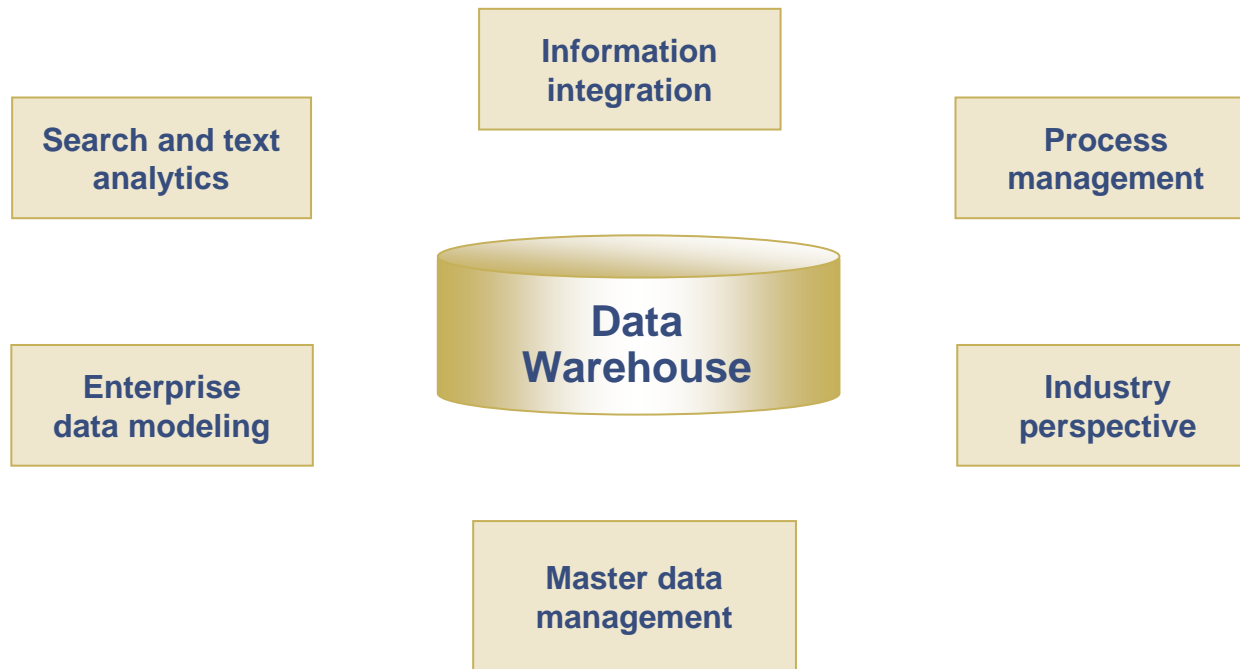 Information
integration
Search and text
analytics
Process
management
Data
Warehouse
Enterprise
data modeling
Industry
perspective
Master data
management